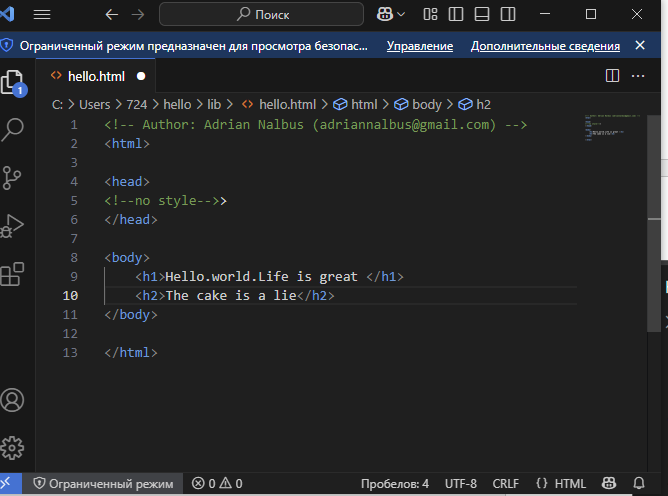 Поиск
Ограниченный режим предназначен для просмотра безопас... Управление Дополнительные сведения
1
hello.html
C: > Users > 724 > hello > lib > hello.html > html > body > h2
1 <!-- Author: Adrian Nalbus (adriannalbus@gmail.com) -->
2 <html>
3
4 <head>
5 <!--no style-->>
6 </head>
7
8 <body>
9 <h1>Hello.world.Life is great </h1>
10 <h2>The cake is a lie</h2>
11 </body>
12
13 </html>
Ограниченный режим 0 0 Пробелов: 4 UTF-8 CRLF {} HTML